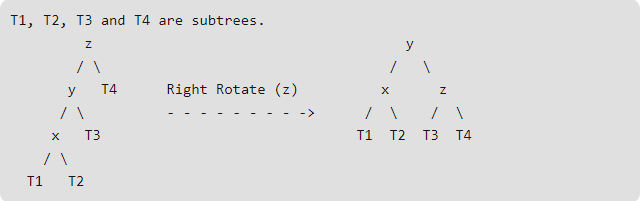 T1, T2, T3 and T4 are subtrees.
         z                                      y
        / \                                   /   \
       y   T4      Right Rotate (z)          x      z
      / \          - - - - - - - - ->      /  \    /  \
     x   T3                               T1  T2  T3  T4
    / \
  T1   T2